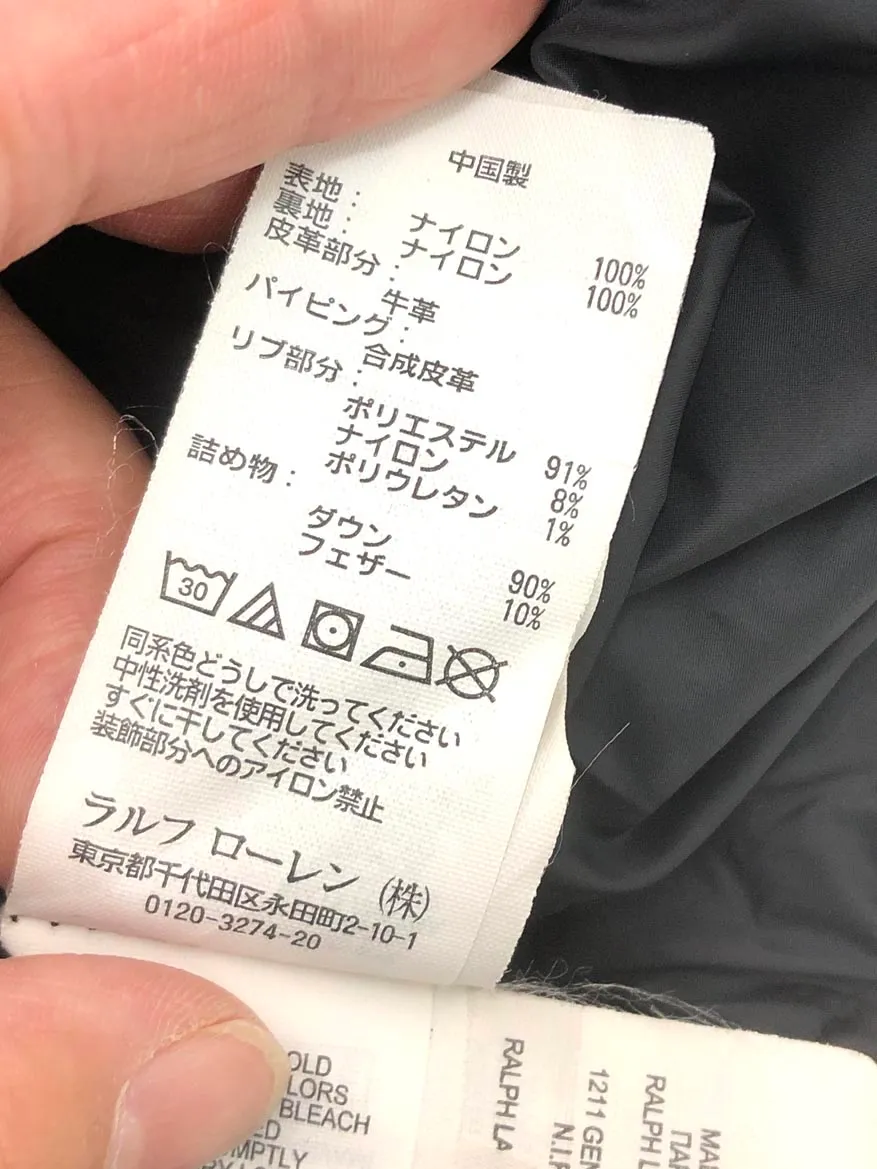 中国製
表地:
ナイロン 100%
裏地:
ナイロン 100%
皮革部分:
牛革
パイピング:
合成皮革
リブ部分:
ポリエステル 91%
ナイロン 8%
ポリウレタン 1%
詰め物:
ダウン 90%
フェザー 10%
30
同系色どうしで洗ってください
中性洗剤を使用してください
すぐに干してください
装飾部分へのアイロン禁止
ラルフ ローレン (株)
東京都千代田区永田町2-10-1
0120-3274-20
BLEACH
RALPH LA
1211 GEN
N.I.F
RALPH L